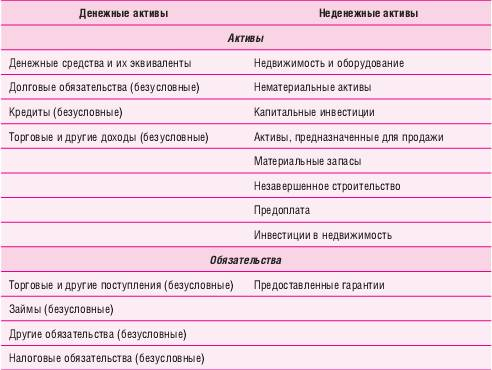 Денежные активы Неденежные активы
Активы
Денежные средства и их эквиваленты Недвижимость и оборудование
Долговые обязательства (безусловные) Нематериальные активы
Кредиты (безусловные) Капитальные инвестиции
Торговые и другие доходы (безусловные) Активы, предназначенные для продажи
Материальные запасы
Незавершенное строительство
Предоплата
Инвестиции в недвижимость
Обязательства
Торговые и другие поступления (безусловные) Предоставленные гарантии
Займы (безусловные)
Другие обязательства (безусловные)
Налоговые обязательства (безусловные)